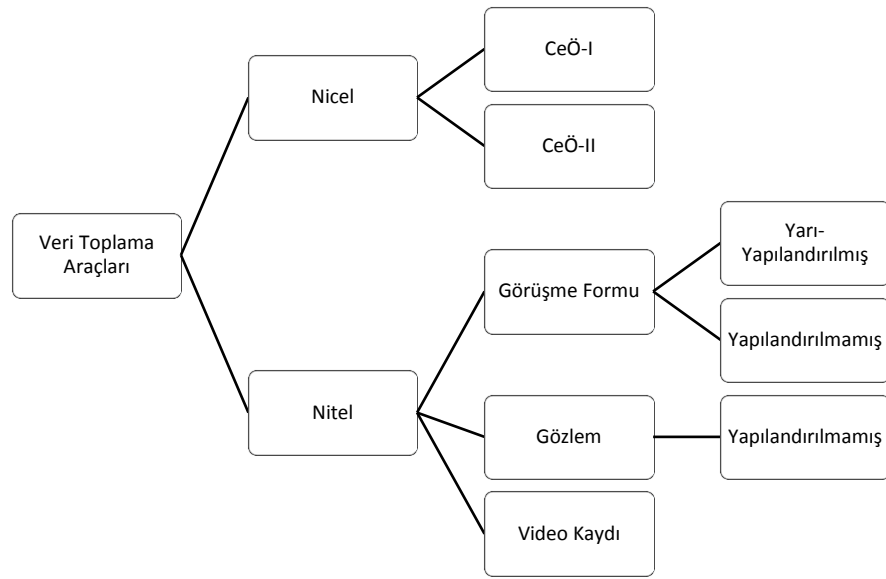 Veri Toplama
Araçları
Nicel
CeÖ-I
CeÖ-II
Nitel
Görüşme Formu
Yarı-
Yapılandırılmış
Yapılandırılmamış
Gözlem
Yapılandırılmamış
Video Kaydı